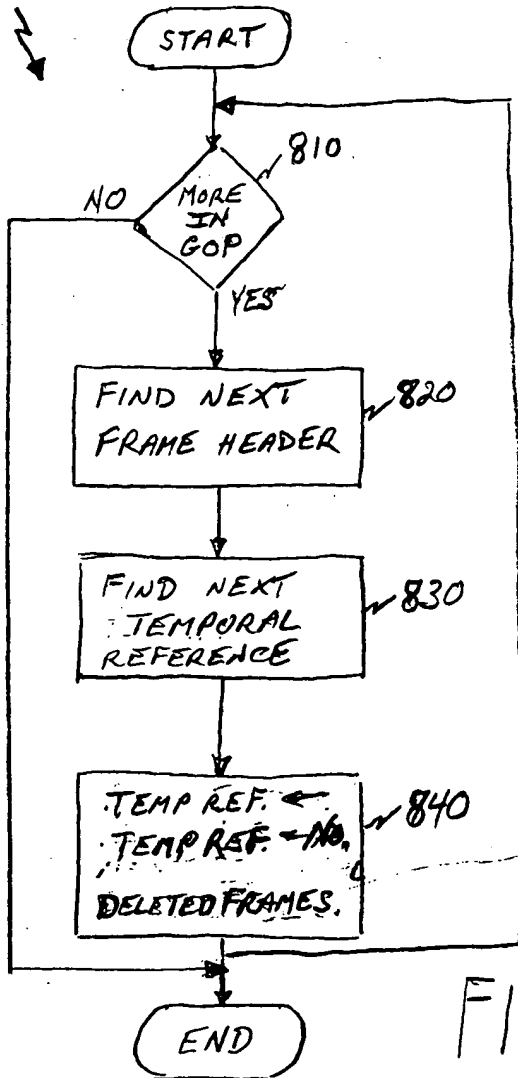 START
810
NO
MORE
IN
GOP
YES
FIND NEXT
FRAME HEADER
820
FIND NEXT
TEMPORAL
REFERENCE
830
TEMP REF. ←
TEMP REF. - No.
DELETED FRAMES.
840
END
FI